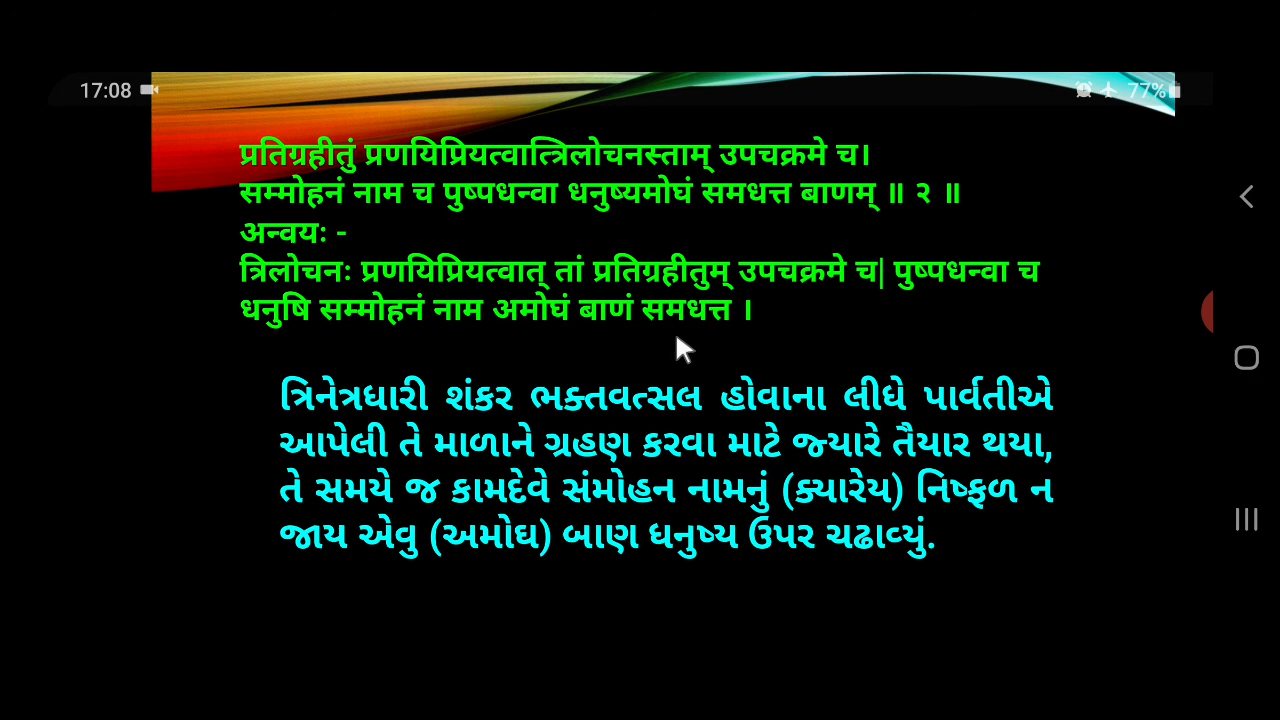 17:08
77%
प्रतिग्रहीतुं प्रणयिप्रियत्वात्त्रिलोचनस्ताम् उपचक्रमे च।
सम्मोहनं नाम च पुष्पधन्वा धनुष्यमोघं समधत्त बाणम् ॥ २ ॥
अन्वयः -
त्रिलोचनः प्रणयिप्रियत्वात् तां प्रतिग्रहीतुम् उपचक्रमे च| पुष्पधन्वा च
धनुषि सम्मोहनं नाम अमोघं बाणं समधत्त ।
ત્રિનેત્રધારી શંકર ભક્તવત્સલ હોવાના લીધે પાર્વતીએ
આપેલી તે માળાને ગ્રહણ કરવા માટે જ્યારે તૈયાર થયા,
તે સમયે જ કામદેવે સંમોહન નામનું (ક્યારેય) નિષ્ફળ ન
જાય એવુ (અમોઘ) બાણ ધનુષ્ય ઉપર ચઢાવ્યું.